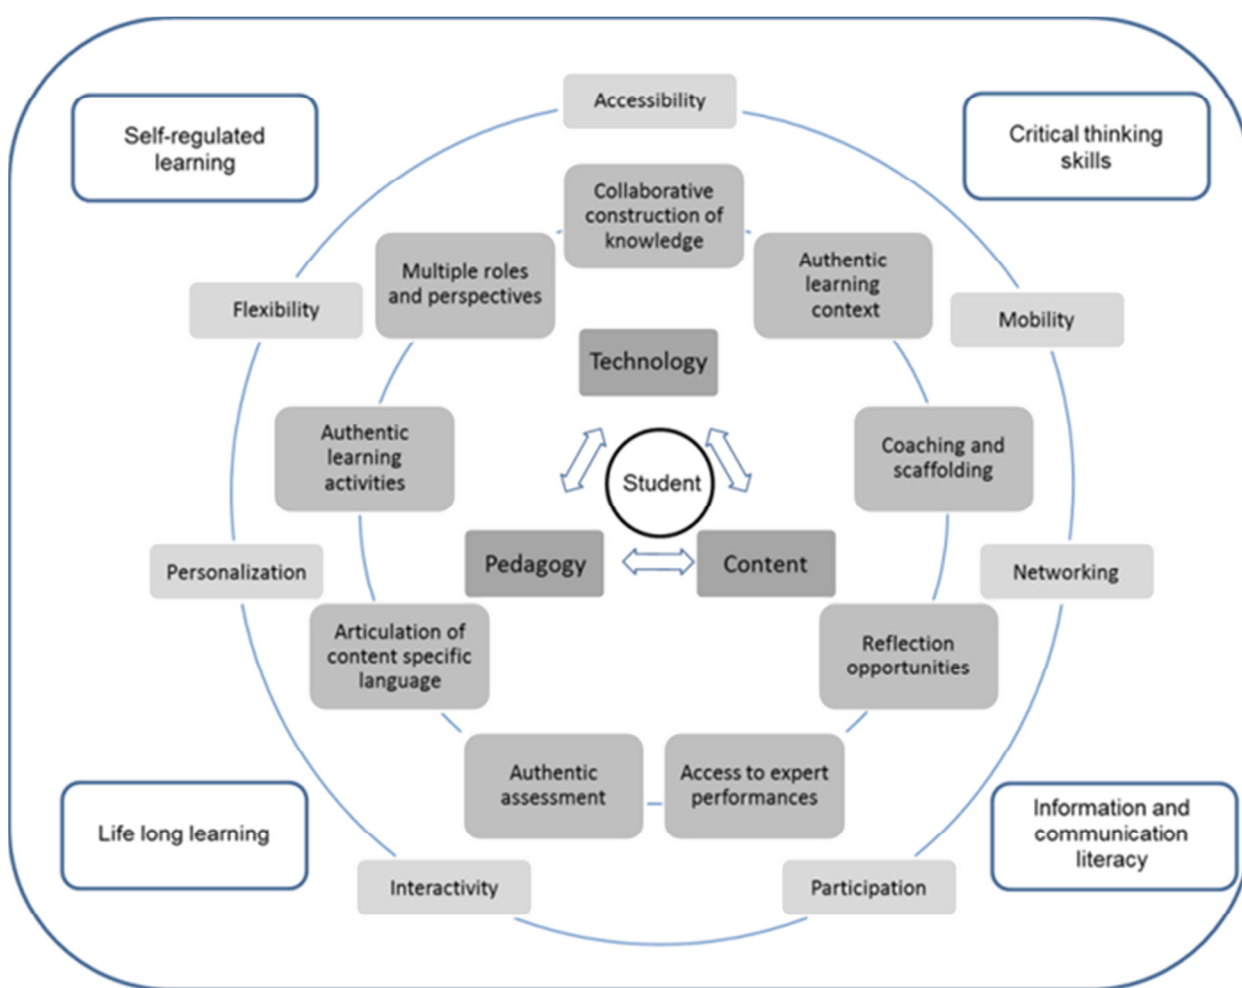 Accessibility
Self-regulated
learning
Critical thinking
skills
Collaborative
construction of
knowledge
Multiple roles
and perspectives
Authentic
learning
context
Flexibility
Mobility
Technology
Authentic
learning
activities
Coaching and
scaffolding
Student
Pedagogy
Content
Personalization
Networking
Articulation of
content specific
language
Reflection
opportunities
Authentic
assessment
Access to expert
performances
Life long learning
Information and
communication
literacy
Interactivity
Participation